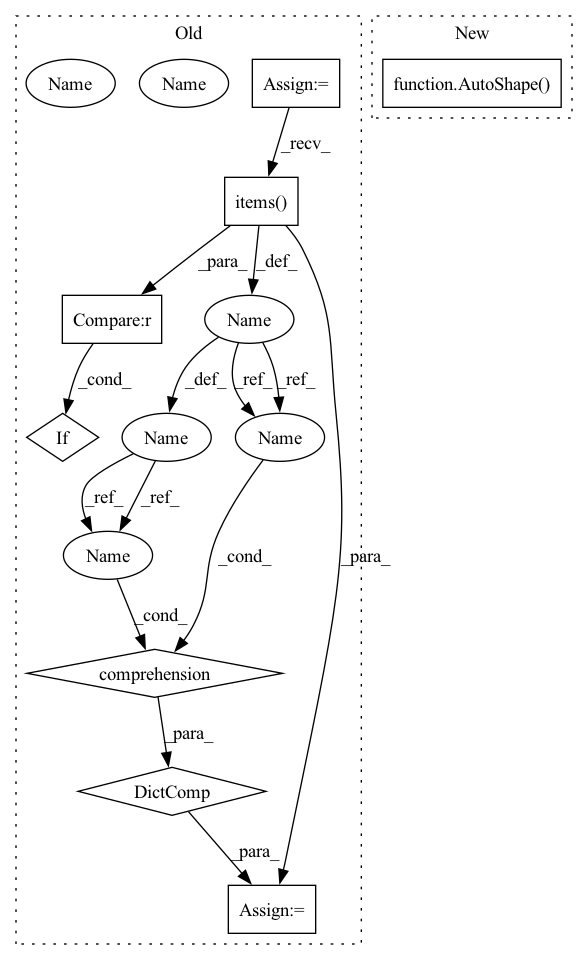 Old
New
Name
Name
Assign:=
function.AutoShape()
_recv_
items()
_para_
_def_
Compare:r
Name
_cond_
_def_
_ref_
_ref_
_para_
If
Name
Name
_ref_
_ref_
_cond_
Name
_cond_
comprehension
_para_
DictComp
_para_
Assign:=